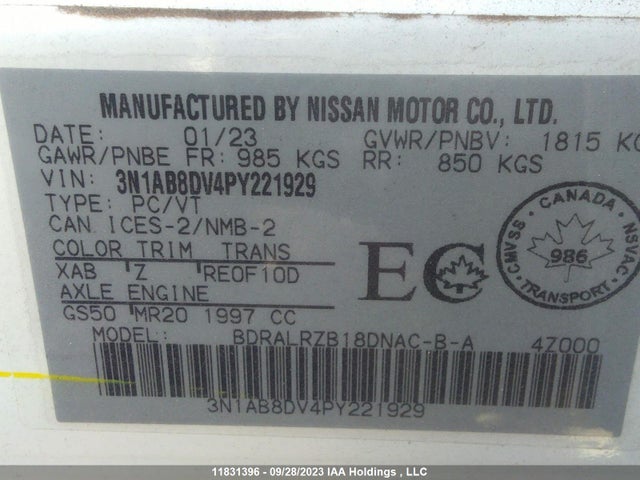 MANUFACTURED BY NISSAN MOTOR CO., LTD.
DATE: 01/23 GVWR/PNBV: 1815 KG
GAWR/PNBE FR: 985 KGS RR: 850 KGS
VIN: 3N1AB8DV4PY221929
TYPE: PC/VT
CAN ICES-2/NMB-2
COLOR TRIM TRANS
XAB Z RE0F10D
AXLE ENGINE
GS50 MR20 1997 CC
EC
CANADA
CMVSS NSVAC
986
TRANSPORT
MODEL: BDRALRZB18DNAC-B-A 4Z000
3N1AB8DV4PY221929
11831396 - 09/28/2023 IAA Holdings , LLC